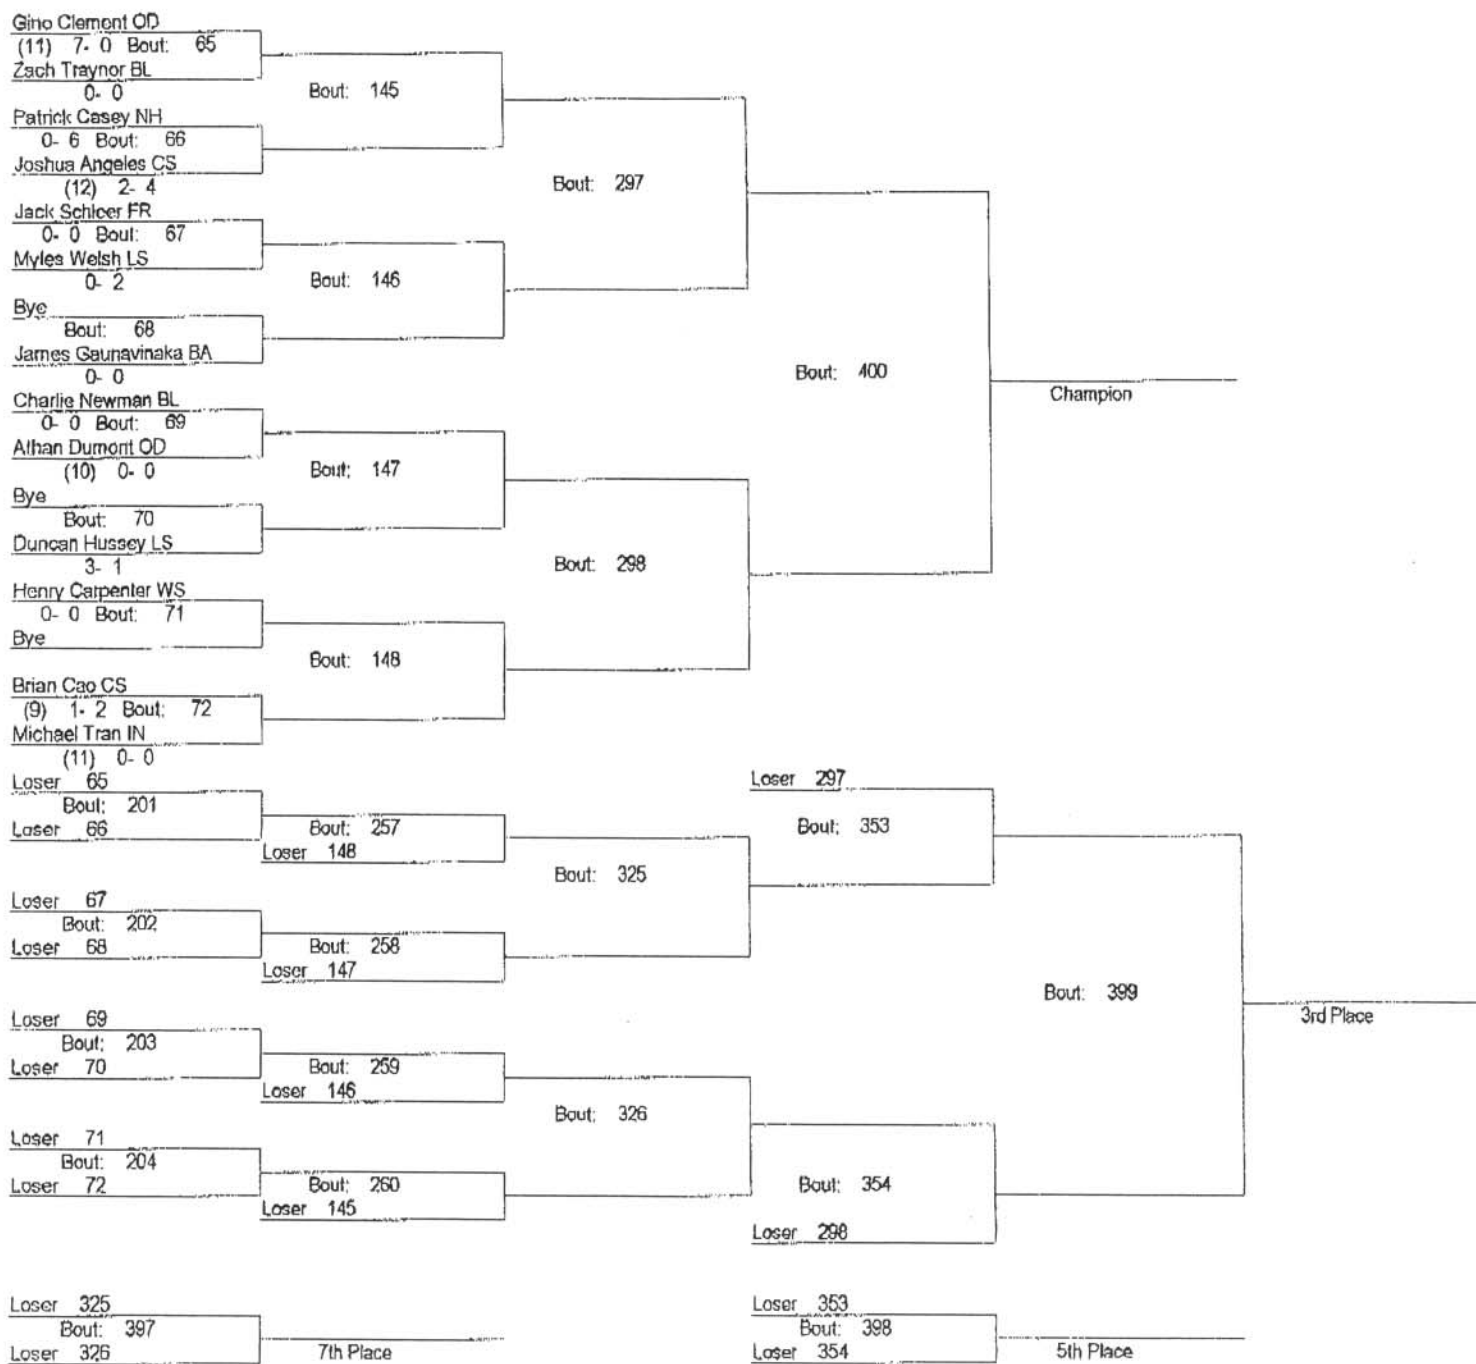 Gino Clemont OD
(11) 7- 0 Bout: 65
Zach Traynor BL
0- 0
Bout: 145
Patrick Casey NH
0- 6 Bout: 66
Joshua Angeles CS
(12) 2- 4
Bout: 297
Jack Schleer FR
0- 0 Bout: 67
Myles Welsh LS
0- 2
Bout: 146
Bye
Bout: 68
James Gaunavinaka BA
0- 0
Bout: 400
Champion
Charlie Newman BL
0- 0 Bout: 69
Athan Dumont OD
(10) 0- 0
Bout: 147
Bye
Bout: 70
Duncan Hussey LS
3- 1
Bout: 298
Henry Carpenter WS
0- 0 Bout: 71
Bye
Bout: 148
Brian Cao CS
(9) 1- 2 Bout: 72
Michael Tran IN
(11) 0- 0
Loser 65
Bout: 201
Loser 66
Bout: 257
Loser 148
Bout: 325
Loser 297
Bout: 353
Loser 67
Bout: 202
Loser 68
Bout: 258
Loser 147
Bout: 399
3rd Place
Loser 69
Bout: 203
Loser 70
Bout: 259
Loser 146
Bout: 326
Loser 71
Bout: 204
Loser 72
Bout: 260
Loser 145
Bout: 354
Loser 298
Loser 325
Bout: 397
Loser 326
7th Place
Loser 353
Bout: 398
Loser 354
5th Place